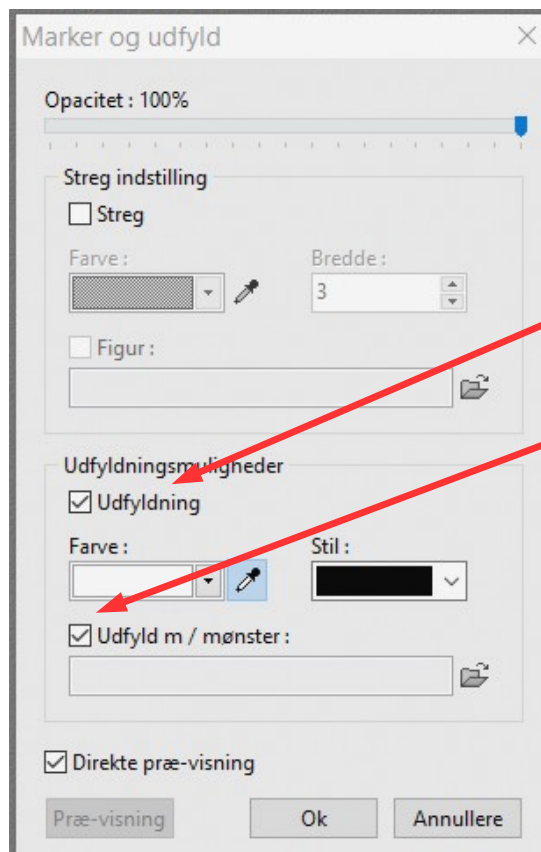 Marker og udfyld
Opacitet : 100%
Streg indstilling
Streg
Farve : Bredde :
3
Figur :
Udfyldningsmuligheder
Udfyldning
Farve : Stil :
Udfyld m / mønster :
Direkte præ-visning
Præ-visning Ok Annullere